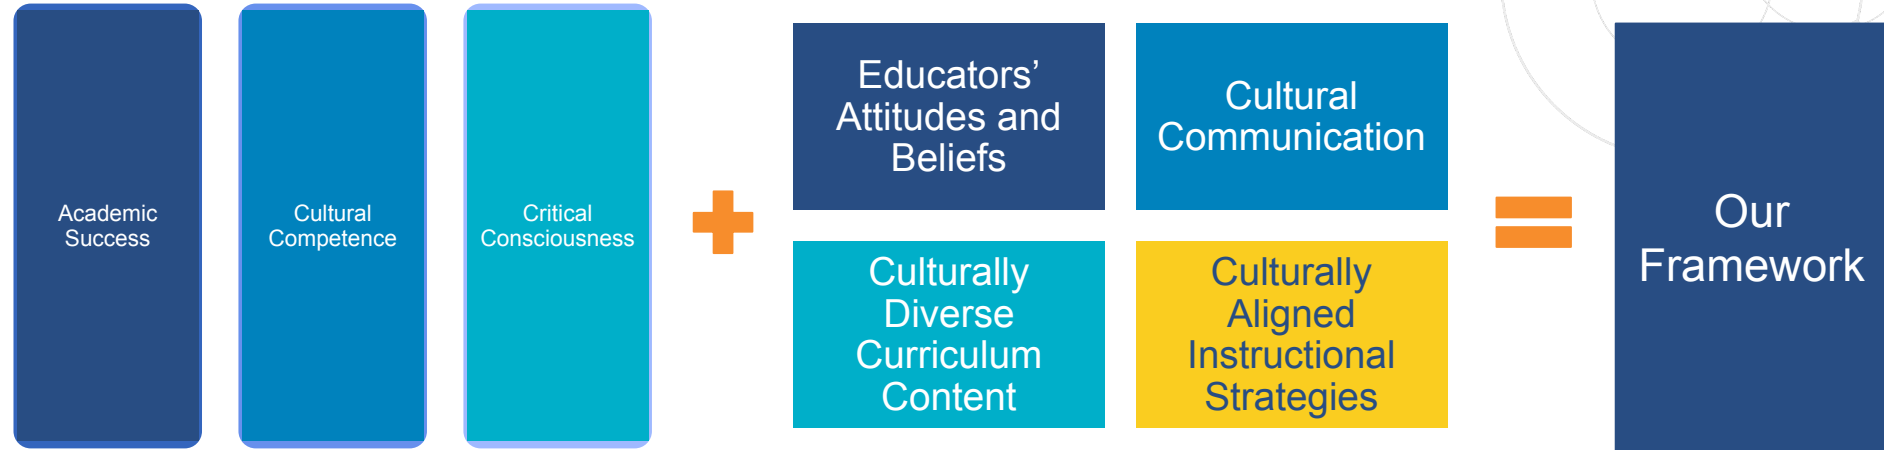 Academic
Success
Cultural
Competence
Critical
Consciousness
Educators’
Attitudes and
Beliefs
Cultural
Communication
Culturally
Diverse
Curriculum
Content
Culturally
Aligned
Instructional
Strategies
Our
Framework